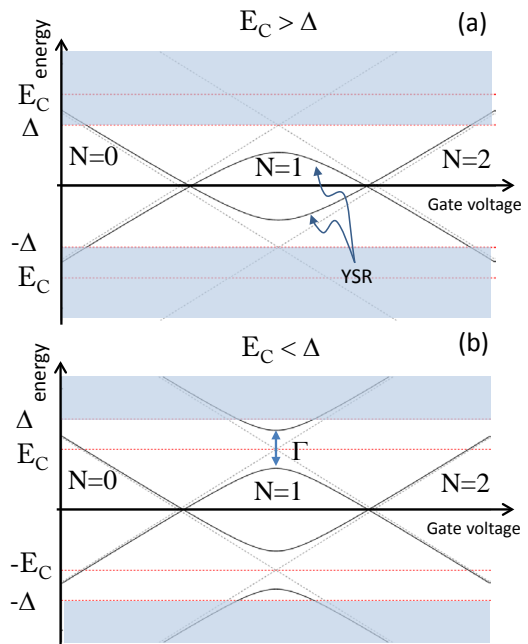 E_C > Δ
(a)
energy
E_C
Δ
N=0
N=1
N=2
Gate voltage
-Δ
E_C
YSR
E_C < Δ
(b)
energy
Δ
E_C
Γ
N=0
N=1
N=2
Gate voltage
-E_C
-Δ